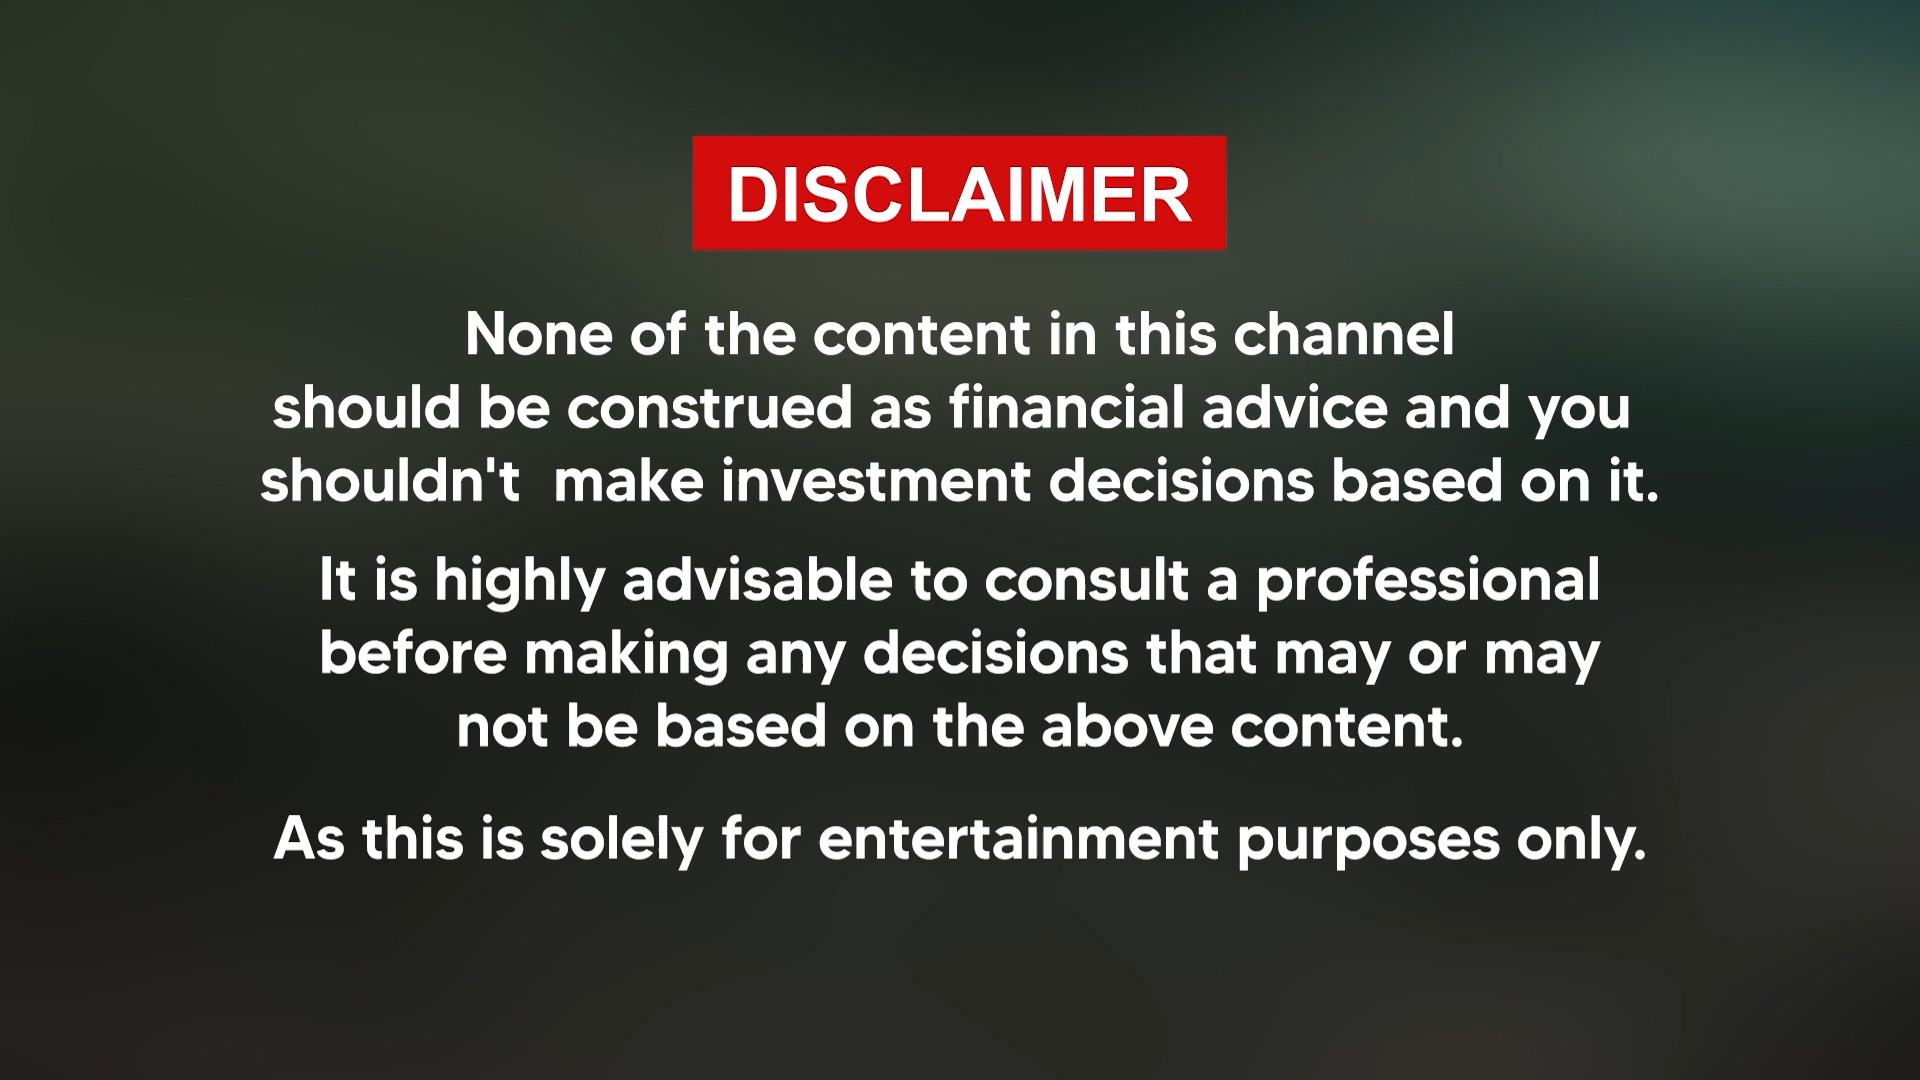 DISCLAIMER
None of the content in this channel
should be construed as financial advice and you
shouldn't  make investment decisions based on it.
It is highly advisable to consult a professional
before making any decisions that may or may
not be based on the above content.
As this is solely for entertainment purposes only.